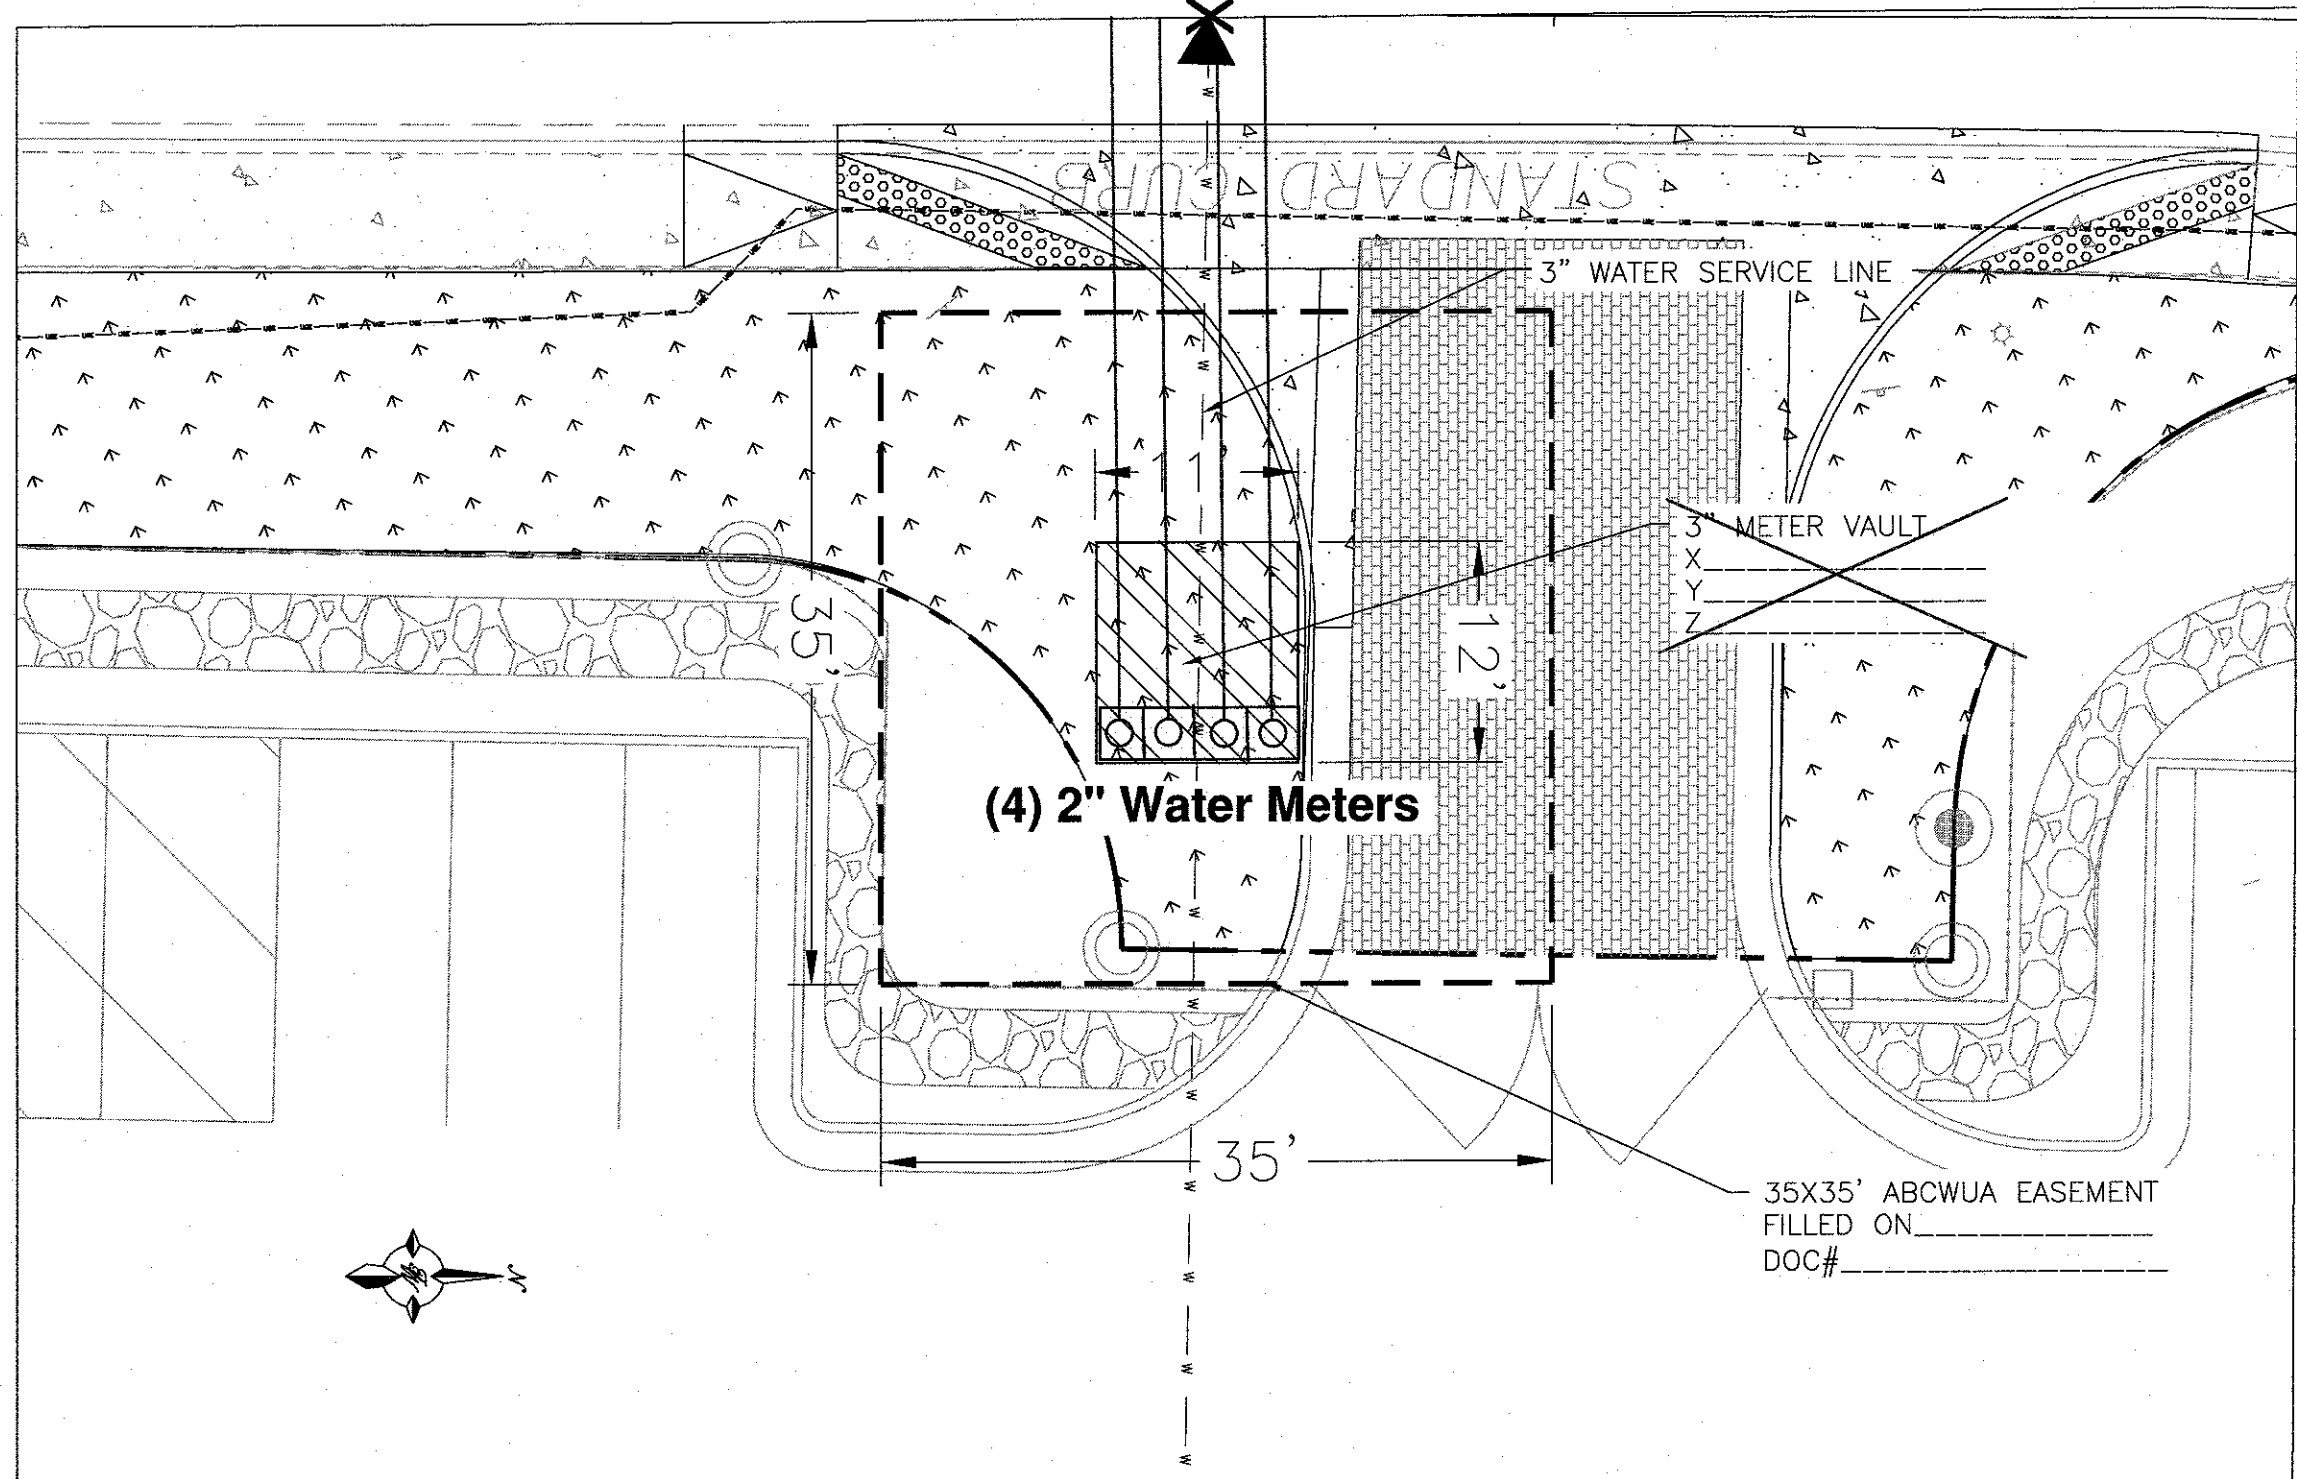 STANDARD CURB
3" WATER SERVICE LINE
11'
3" METER VAULT
X
Y
Z
35'
12'
(4) 2" Water Meters
35'
35X35' ABCWUA EASEMENT
FILLED ON
DOC#
N
W
W
W
W
W
W
W
W
W
W
W
W
W